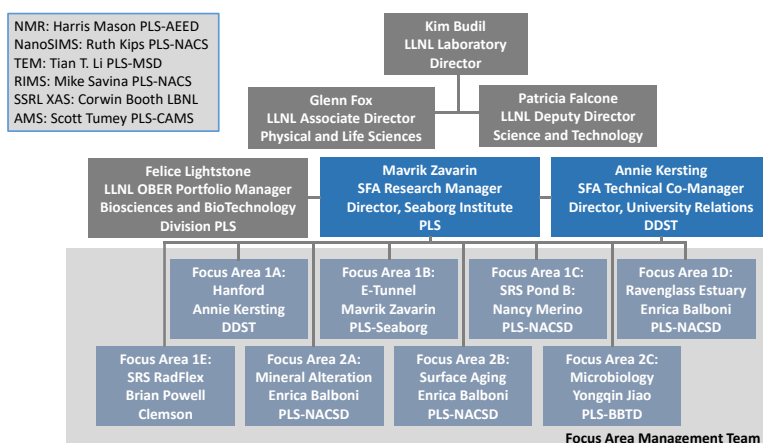 NMR: Harris Mason PLS-AEED
NanoSIMS: Ruth Kips PLS-NACS
TEM: Tian T. Li PLS-MSD
RIMS: Mike Savina PLS-NACS
SSRL XAS: Corwin Booth LBNL
AMS: Scott Tumey PLS-CAMS
Kim Budil
LLNL Laboratory
Director
Glenn Fox
LLNL Associate Director
Physical and Life Sciences
Patricia Falcone
LLNL Deputy Director
Science and Technology
Felice Lightstone
LLNL OBER Portfolio Manager
Biosciences and BioTechnology
Division PLS
Mavrik Zavarin
SFA Research Manager
Director, Seaborg Institute
PLS
Annie Kersting
SFA Technical Co-Manager
Director, University Relations
DDST
Focus Area 1A:
Hanford
Annie Kersting
DDST
Focus Area 1B:
E-Tunnel
Mavrik Zavarin
PLS-Seaborg
Focus Area 1C:
SRS Pond B:
Nancy Merino
PLS-NACSD
Focus Area 1D:
Ravenglass Estuary
Enrica Balboni
PLS-NACSD
Focus Area 1E:
SRS RadFlex
Brian Powell
Clemson
Focus Area 2A:
Mineral Alteration
Enrica Balboni
PLS-NACSD
Focus Area 2B:
Surface Aging
Enrica Balboni
PLS-NACSD
Focus Area 2C:
Microbiology
Yongqin Jiao
PLS-BBTD
Focus Area Management Team